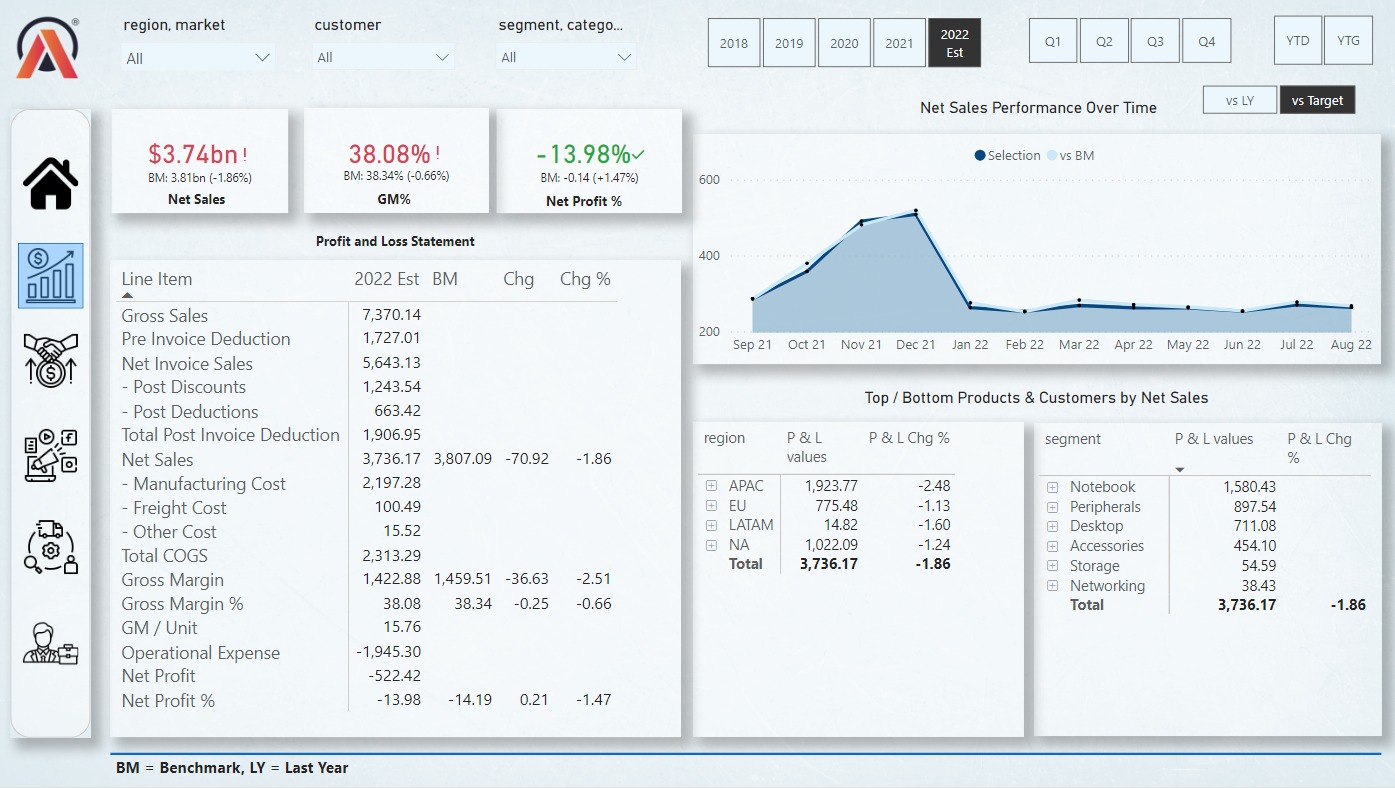 region, market
All
customer
All
segment, catego...
All
2018
2019
2020
2021
2022
Est
Q1
Q2
Q3
Q4
YTD
YTG
vs LY
vs Target
$3.74bn !
BM: 3.81bn (-1.86%)
Net Sales
38.08% !
BM: 38.34% (-0.66%)
GM%
-13.98%✓
BM: -0.14 (+1.47%)
Net Profit %
Profit and Loss Statement
Line Item 2022 Est BM Chg Chg %
Gross Sales 7,370.14
Pre Invoice Deduction 1,727.01
Net Invoice Sales 5,643.13
- Post Discounts 1,243.54
- Post Deductions 663.42
Total Post Invoice Deduction 1,906.95
Net Sales 3,736.17 3,807.09 -70.92 -1.86
- Manufacturing Cost 2,197.28
- Freight Cost 100.49
- Other Cost 15.52
Total COGS 2,313.29
Gross Margin 1,422.88 1,459.51 -36.63 -2.51
Gross Margin % 38.08 38.34 -0.25 -0.66
GM / Unit 15.76
Operational Expense -1,945.30
Net Profit -522.42
Net Profit % -13.98 -14.19 0.21 -1.47
Net Sales Performance Over Time
Selection vs BM
600
400
200
Sep 21 Oct 21 Nov 21 Dec 21 Jan 22 Feb 22 Mar 22 Apr 22 May 22 Jun 22 Jul 22 Aug 22
Top / Bottom Products & Customers by Net Sales
region P & L values P & L Chg %
APAC 1,923.77 -2.48
EU 775.48 -1.13
LATAM 14.82 -1.60
NA 1,022.09 -1.24
Total 3,736.17 -1.86
segment P & L values P & L Chg %
Notebook 1,580.43
Peripherals 897.54
Desktop 711.08
Accessories 454.10
Storage 54.59
Networking 38.43
Total 3,736.17 -1.86
BM = Benchmark, LY = Last Year